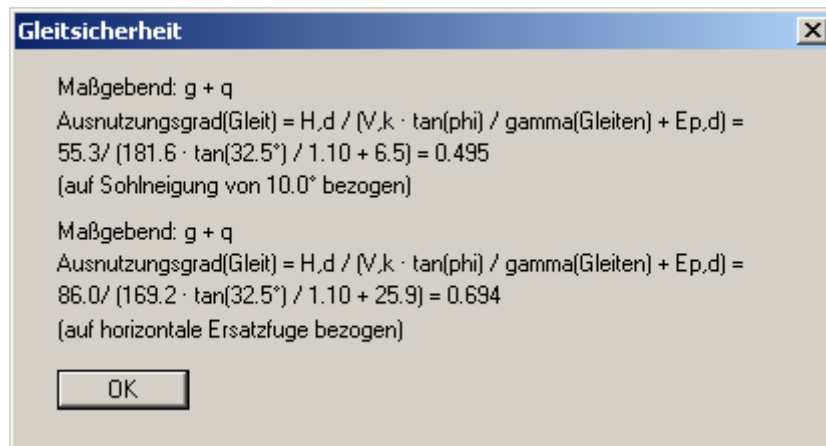 Gleitsicherheit
Maßgebend: g + q
Ausnutzungsgrad(Gleit) = H,d / (V,k · tan(phi) / gamma(Gleiten) + Ep,d) =
55.3/ (181.6 · tan(32.5°) / 1.10 + 6.5) = 0.495
(auf Sohlneigung von 10.0° bezogen)
Maßgebend: g + q
Ausnutzungsgrad(Gleit) = H,d / (V,k · tan(phi) / gamma(Gleiten) + Ep,d) =
86.0/ (169.2 · tan(32.5°) / 1.10 + 25.9) = 0.694
(auf horizontale Ersatzfuge bezogen)
OK